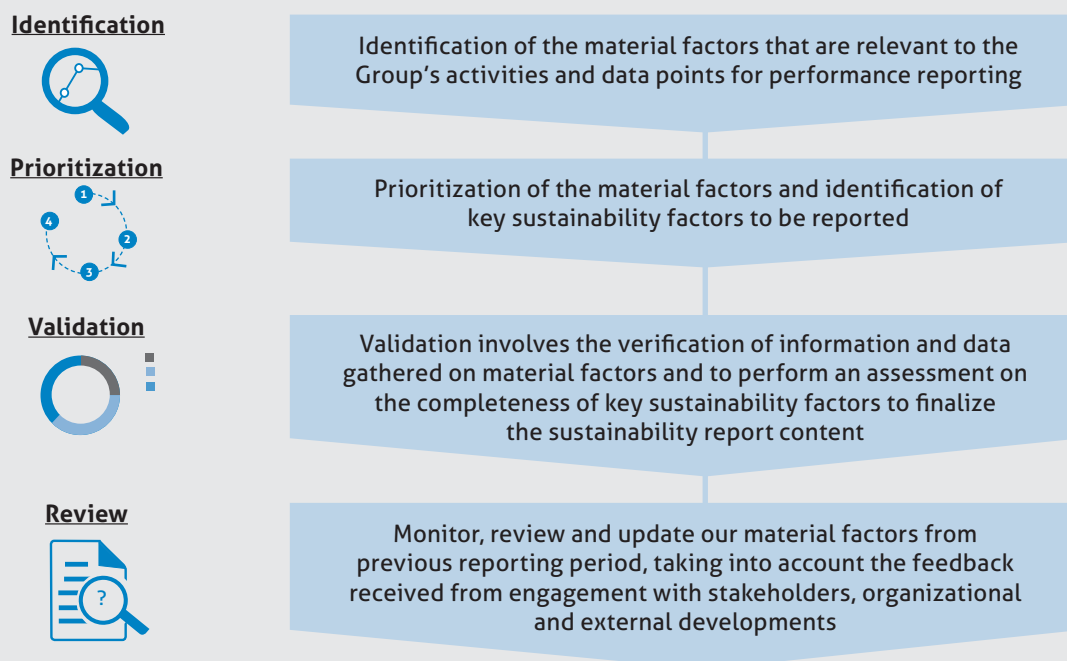 Identification
Identification of the material factors that are relevant to the
Group’s activities and data points for performance reporting
Prioritization
1
2
3
4
Prioritization of the material factors and identification of
key sustainability factors to be reported
Validation
Validation involves the verification of information and data
gathered on material factors and to perform an assessment on
the completeness of key sustainability factors to finalize
the sustainability report content
Review
?
Monitor, review and update our material factors from
previous reporting period, taking into account the feedback
received from engagement with stakeholders, organizational
and external developments